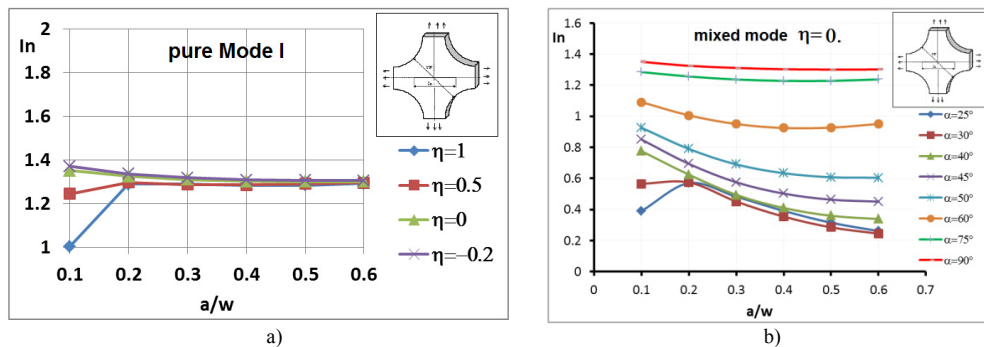 a)
In
2
1.8
1.6
1.4
1.2
1
pure Mode I
η=1
η=0.5
η=0
η=−0.2
0.1 0.2 0.3 0.4 0.5 0.6
a/w
a)
b)
In
1.6
1.4
1.2
1
0.8
0.6
0.4
0.2
0
mixed mode η=0.
α=25°
α=30°
α=40°
α=45°
α=50°
α=60°
α=75°
α=90°
0 0.1 0.2 0.3 0.4 0.5 0.6 0.7
a/w
b)